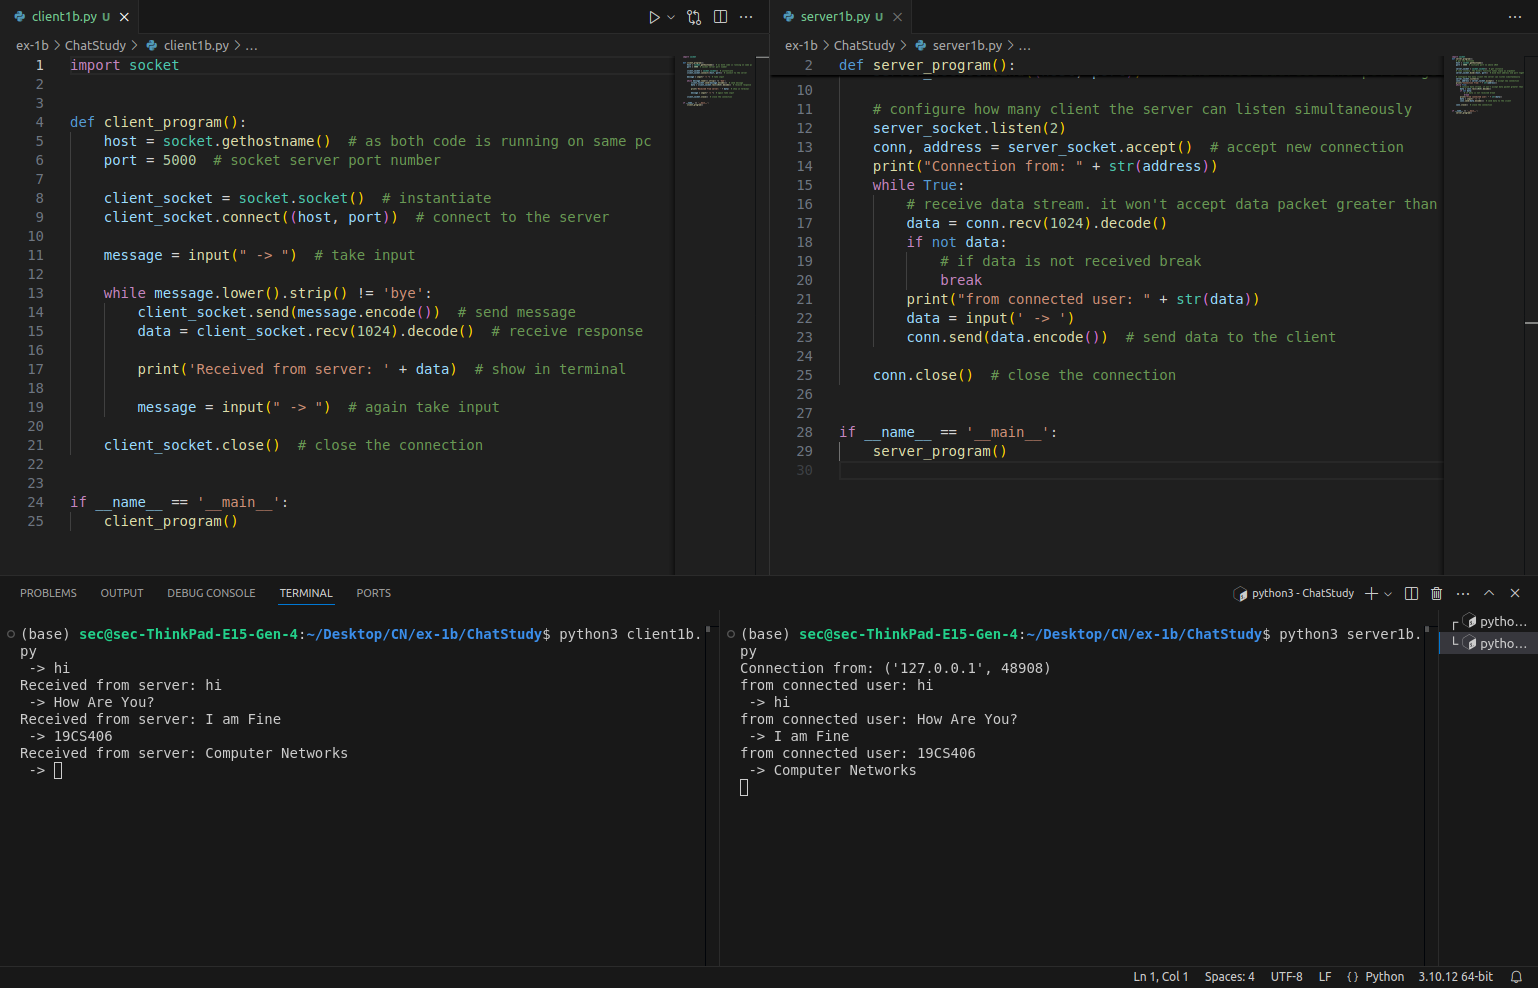 client1b.py U
ex-1b > ChatStudy > client1b.py > ...
1 import socket
2
3
4 def client_program():
5     host = socket.gethostname()  # as both code is running on same pc
6     port = 5000  # socket server port number
7
8     client_socket = socket.socket()  # instantiate
9     client_socket.connect((host, port))  # connect to the server
10
11     message = input(" -> ")  # take input
12
13     while message.lower().strip() != 'bye':
14         client_socket.send(message.encode())  # send message
15         data = client_socket.recv(1024).decode()  # receive response
16
17         print('Received from server: ' + data)  # show in terminal
18
19         message = input(" -> ")  # again take input
20
21     client_socket.close()  # close the connection
22
23
24 if __name__ == '__main__':
25     client_program()
server1b.py U
ex-1b > ChatStudy > server1b.py > ...
2 def server_program():
10
11     # configure how many client the server can listen simultaneously
12     server_socket.listen(2)
13     conn, address = server_socket.accept()  # accept new connection
14     print("Connection from: " + str(address))
15     while True:
16         # receive data stream. it won't accept data packet greater than
17         data = conn.recv(1024).decode()
18         if not data:
19             # if data is not received break
20             break
21         print("from connected user: " + str(data))
22         data = input(' -> ')
23         conn.send(data.encode())  # send data to the client
24
25     conn.close()  # close the connection
26
27
28 if __name__ == '__main__':
29     server_program()
30
PROBLEMS OUTPUT DEBUG CONSOLE TERMINAL PORTS
python3 - ChatStudy
(base) sec@sec-ThinkPad-E15-Gen-4:~/Desktop/CN/ex-1b/ChatStudy$ python3 client1b.
py
 -> hi
Received from server: hi
 -> How Are You?
Received from server: I am Fine
 -> 19CS406
Received from server: Computer Networks
 ->
(base) sec@sec-ThinkPad-E15-Gen-4:~/Desktop/CN/ex-1b/ChatStudy$ python3 server1b.
py
Connection from: ('127.0.0.1', 48908)
from connected user: hi
 -> hi
from connected user: How Are You?
 -> I am Fine
from connected user: 19CS406
 -> Computer Networks
pytho...
pytho...
Ln 1, Col 1 Spaces: 4 UTF-8 LF {} Python 3.10.12 64-bit